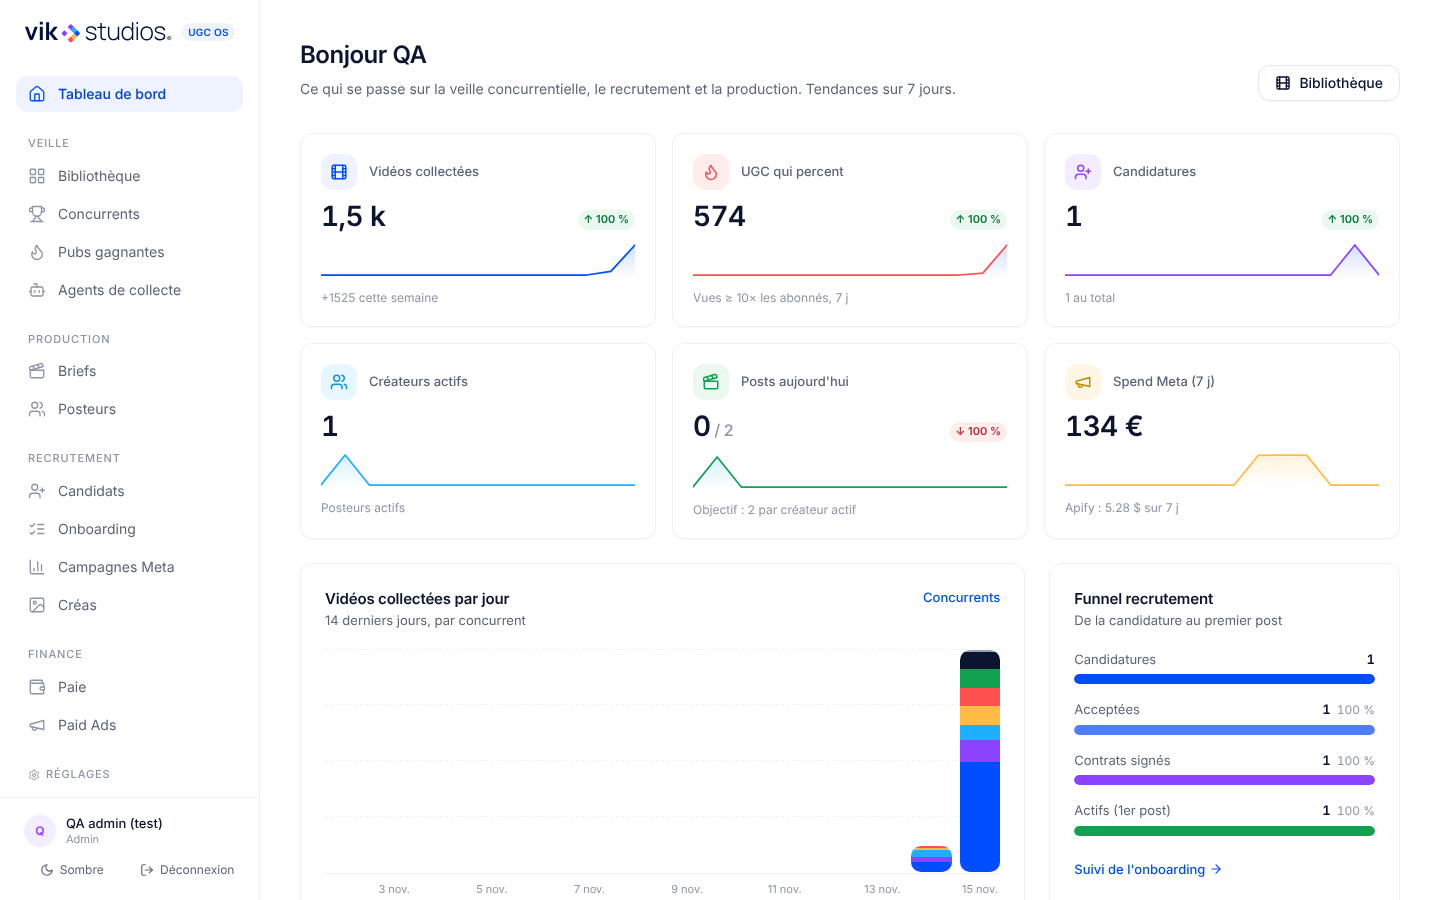 vik studios® UGC OS
Tableau de bord
VEILLE
Bibliothèque
Concurrents
Pubs gagnantes
Agents de collecte
PRODUCTION
Briefs
Posteurs
RECRUTEMENT
Candidats
Onboarding
Campagnes Meta
Créas
FINANCE
Paie
Paid Ads
RÉGLAGES
Q
QA admin (test)
Admin
Sombre
Déconnexion
Bonjour QA
Ce qui se passe sur la veille concurrentielle, le recrutement et la production. Tendances sur 7 jours.
Bibliothèque
Vidéos collectées
1,5 k
↑ 100 %
+1525 cette semaine
UGC qui percent
574
↑ 100 %
Vues ≥ 10× les abonnés, 7 j
Candidatures
1
↑ 100 %
1 au total
Créateurs actifs
1
Posteurs actifs
Posts aujourd'hui
0 / 2
↓ 100 %
Objectif : 2 par créateur actif
Spend Meta (7 j)
134 €
Apify : 5.28 $ sur 7 j
Vidéos collectées par jour
Concurrents
14 derniers jours, par concurrent
3 nov. 5 nov. 7 nov. 9 nov. 11 nov. 13 nov. 15 nov.
Funnel recrutement
De la candidature au premier post
Candidatures 1
Acceptées 1 100 %
Contrats signés 1 100 %
Actifs (1er post) 1 100 %
Suivi de l'onboarding →